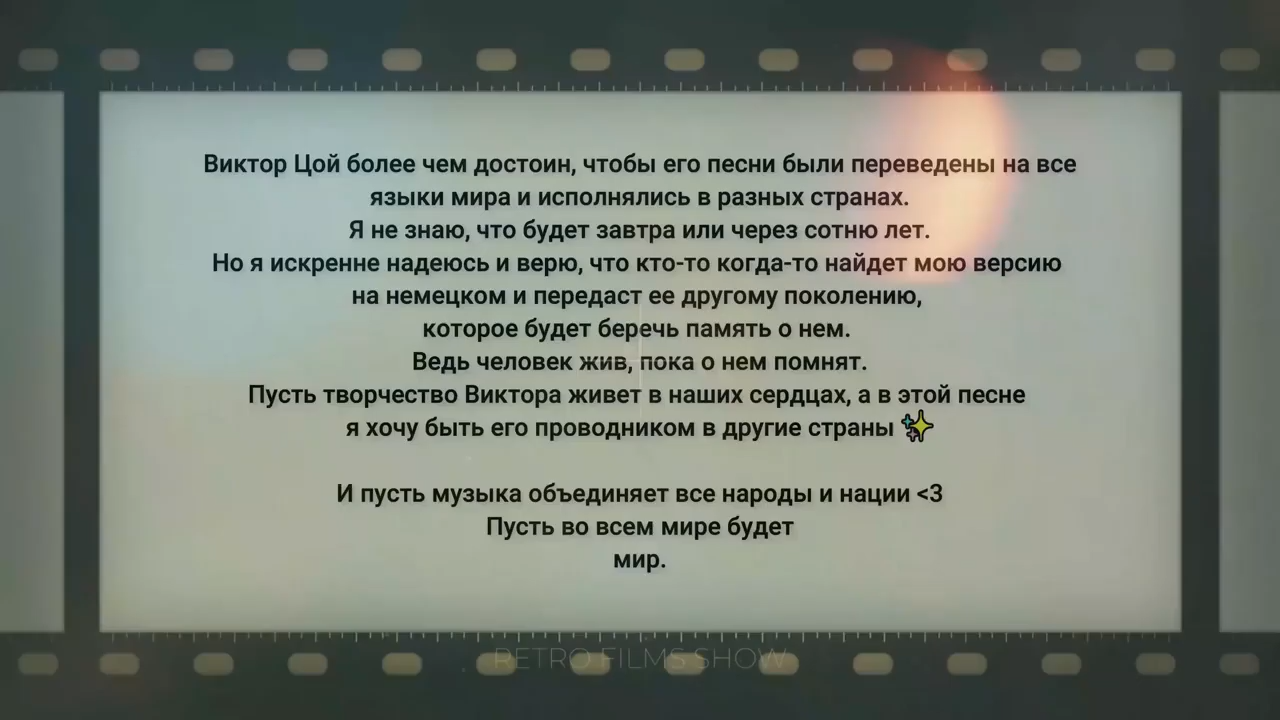 Виктор Цой более чем достоин, чтобы его песни были переведены на все
языки мира и исполнялись в разных странах.
Я не знаю, что будет завтра или через сотню лет.
Но я искренне надеюсь и верю, что кто-то когда-то найдет мою версию
на немецком и передаст ее другому поколению,
которое будет беречь память о нем.
Ведь человек жив, пока о нем помнят.
Пусть творчество Виктора живет в наших сердцах, а в этой песне
я хочу быть его проводником в другие страны ✨
И пусть музыка объединяет все народы и нации <3
Пусть во всем мире будет
мир.
RETRO FILMS SHOW